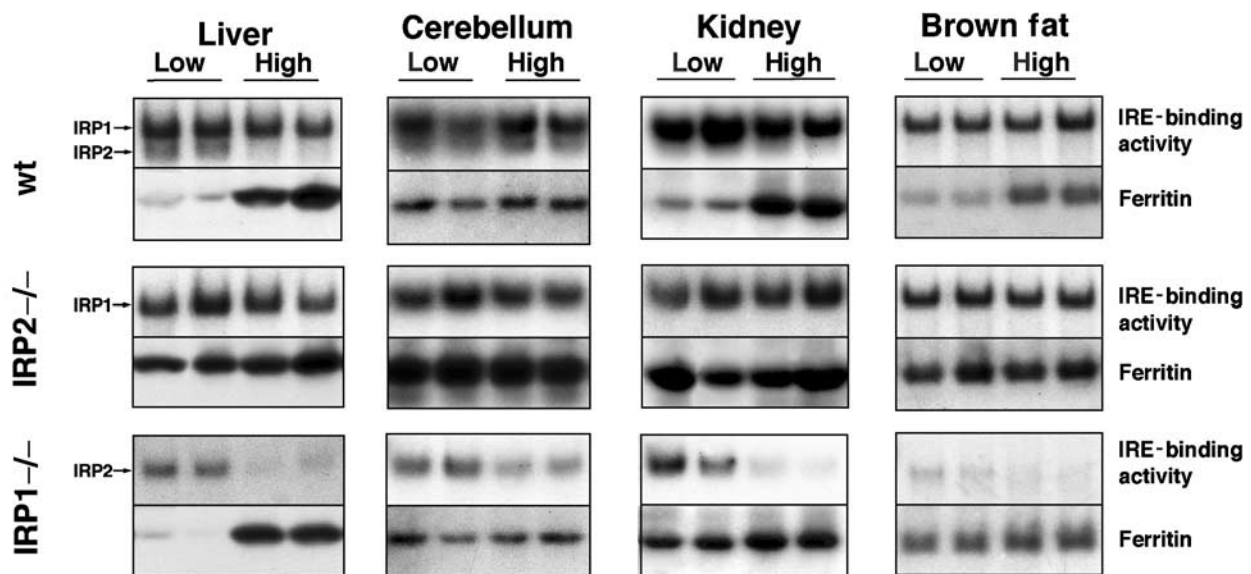 Liver Cerebellum Kidney Brown fat
Low High Low High Low High Low High
wt
IRP1→
IRP2→
IRE-binding
activity
Ferritin
IRP2–/–
IRP1→
IRE-binding
activity
Ferritin
IRP1–/–
IRP2→
IRE-binding
activity
Ferritin